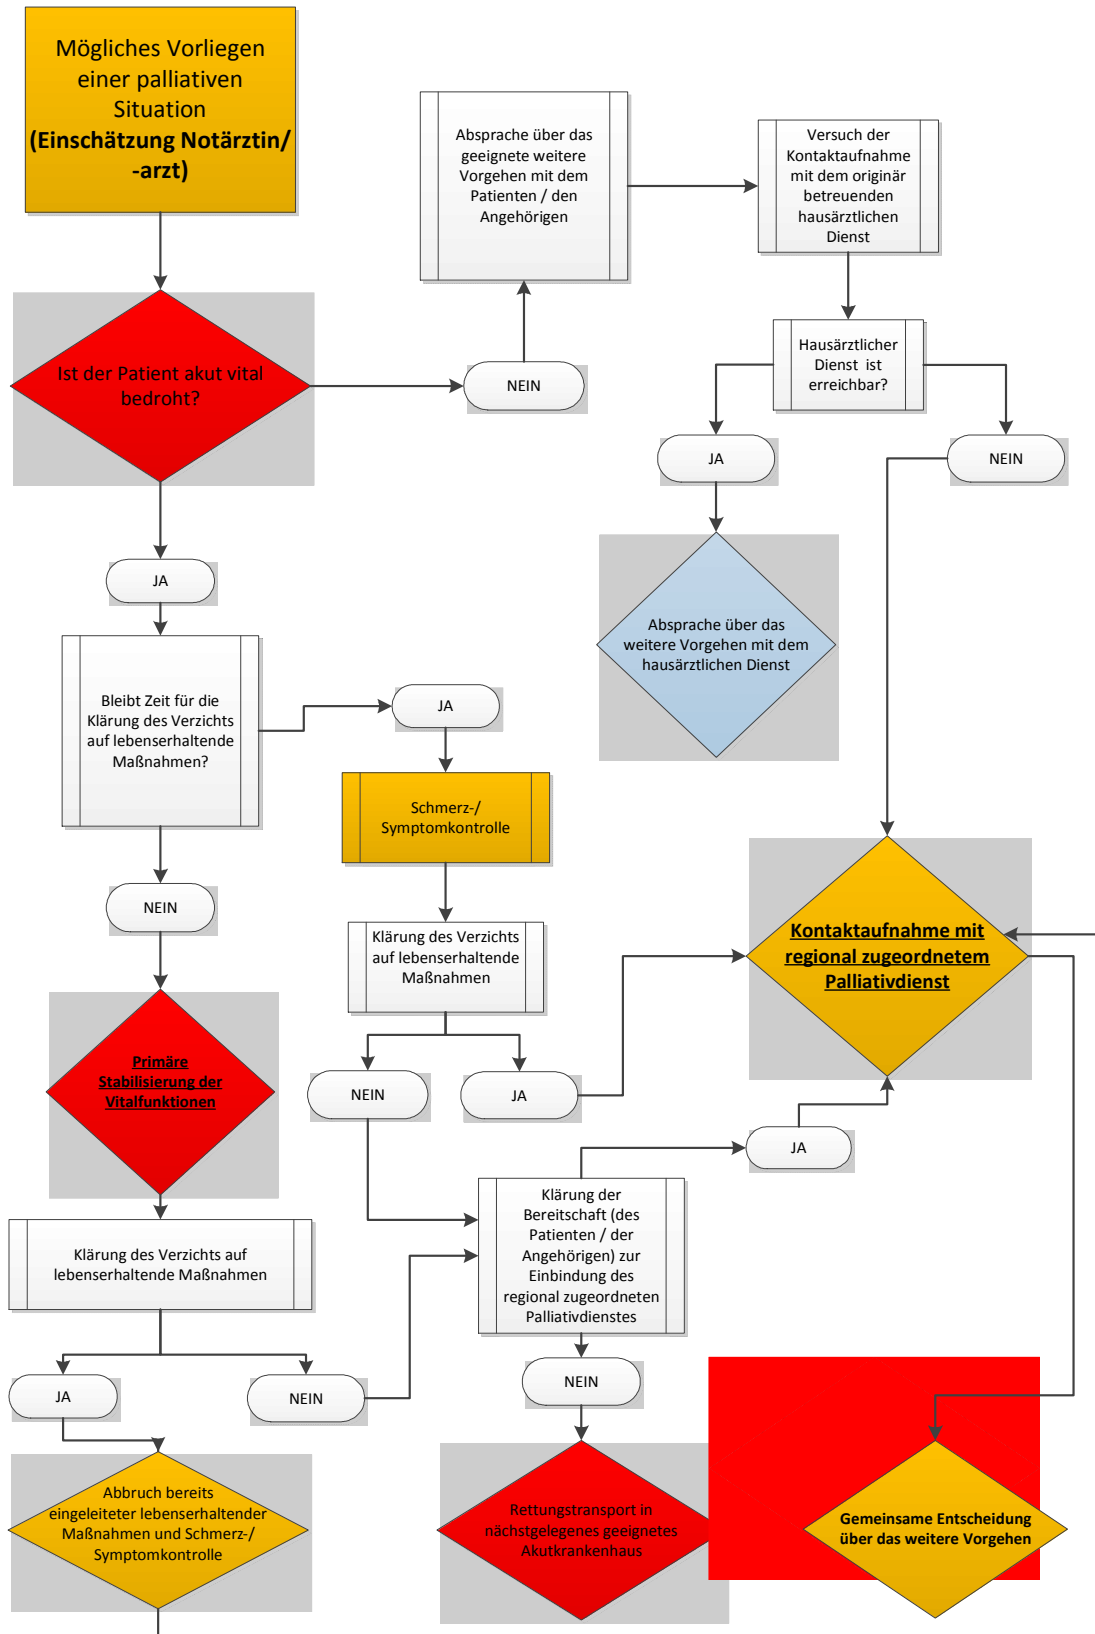 Mögliches Vorliegen
einer palliativen
Situation
(Einschätzung Notärztin/
-arzt)
Ist der Patient akut vital
bedroht?
NEIN
Absprache über das
geeignete weitere
Vorgehen mit dem
Patienten / den
Angehörigen
Versuch der
Kontaktaufnahme
mit dem originär
betreuenden
hausärztlichen
Dienst
Hausärztlicher
Dienst ist
erreichbar?
JA
NEIN
Absprache über das
weitere Vorgehen mit dem
hausärztlichen Dienst
JA
Bleibt Zeit für die
Klärung des Verzichts
auf lebenserhaltende
Maßnahmen?
JA
Schmerz-/
Symptomkontrolle
Klärung des Verzichts
auf lebenserhaltende
Maßnahmen
NEIN
JA
Kontaktaufnahme mit
regional zugeordnetem
Palliativdienst
NEIN
Primäre
Stabilisierung der
Vitalfunktionen
Klärung des Verzichts auf
lebenserhaltende Maßnahmen
JA
NEIN
Klärung der
Bereitschaft (des
Patienten / der
Angehörigen) zur
Einbindung des
regional zugeordneten
Palliativdienstes
JA
NEIN
Abbruch bereits
eingeleiteter lebenserhaltender
Maßnahmen und Schmerz-/
Symptomkontrolle
Rettungstransport in
nächstgelegenes geeignetes
Akutkrankenhaus
Gemeinsame Entscheidung
über das weitere Vorgehen